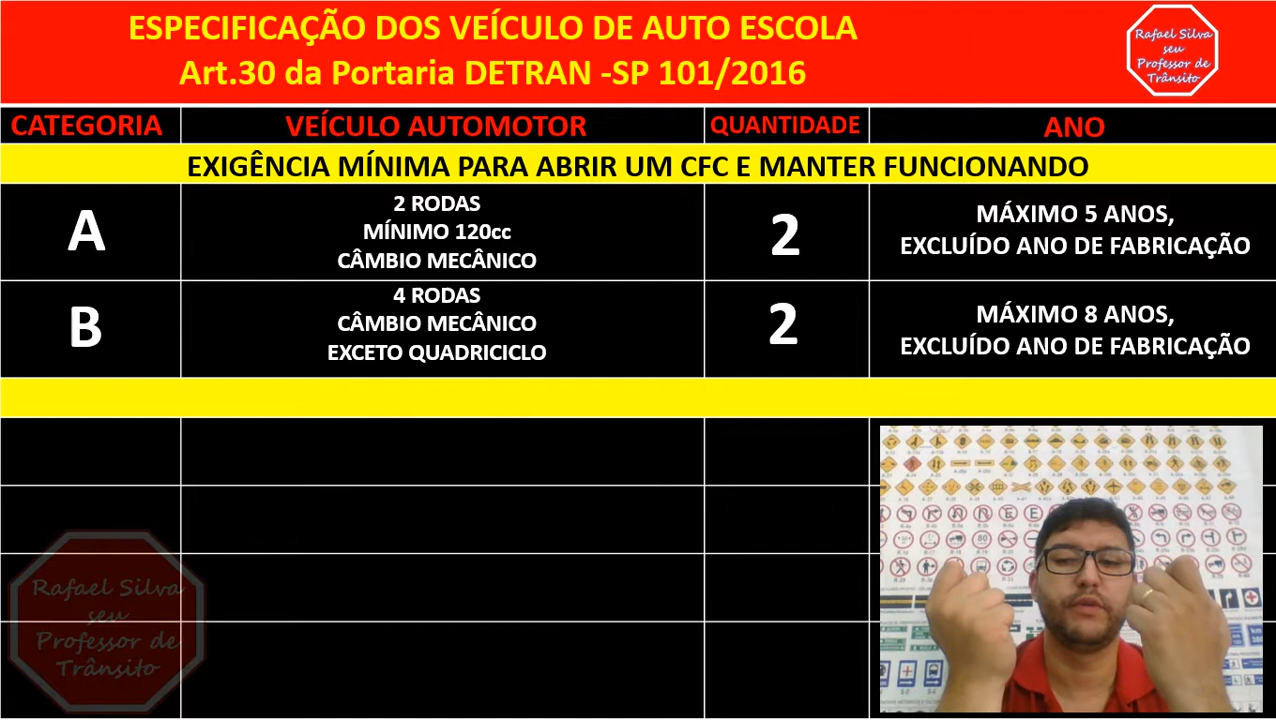 ESPECIFICAÇÃO DOS VEÍCULO DE AUTO ESCOLA
Art.30 da Portaria DETRAN -SP 101/2016
Rafael Silva
seu
Professor de
Trânsito
CATEGORIA
VEÍCULO AUTOMOTOR
QUANTIDADE
ANO
EXIGÊNCIA MÍNIMA PARA ABRIR UM CFC E MANTER FUNCIONANDO
A
2 RODAS
MÍNIMO 120cc
CÂMBIO MECÂNICO
2
MÁXIMO 5 ANOS,
EXCLUÍDO ANO DE FABRICAÇÃO
B
4 RODAS
CÂMBIO MECÂNICO
EXCETO QUADRICICLO
2
MÁXIMO 8 ANOS,
EXCLUÍDO ANO DE FABRICAÇÃO
Rafael Silva
seu
Professor de
Trânsito